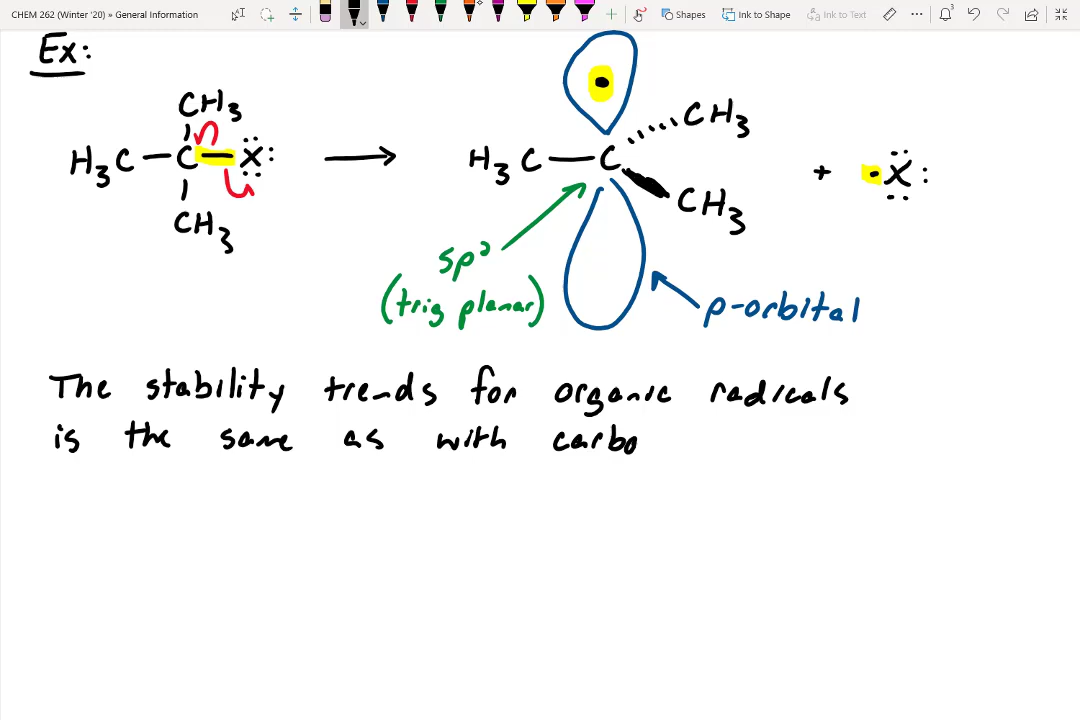 CHEM 262 (Winter '20) » General Information
Shapes
Ink to Shape
Ink to Text
3
Ex:
CH3
H3C — C — X:
CH3
H3C — C
CH3
CH3
+ ·X:
sp2
(trig planar)
p-orbital
The stability trends for organic radicals
is the same as with carbo